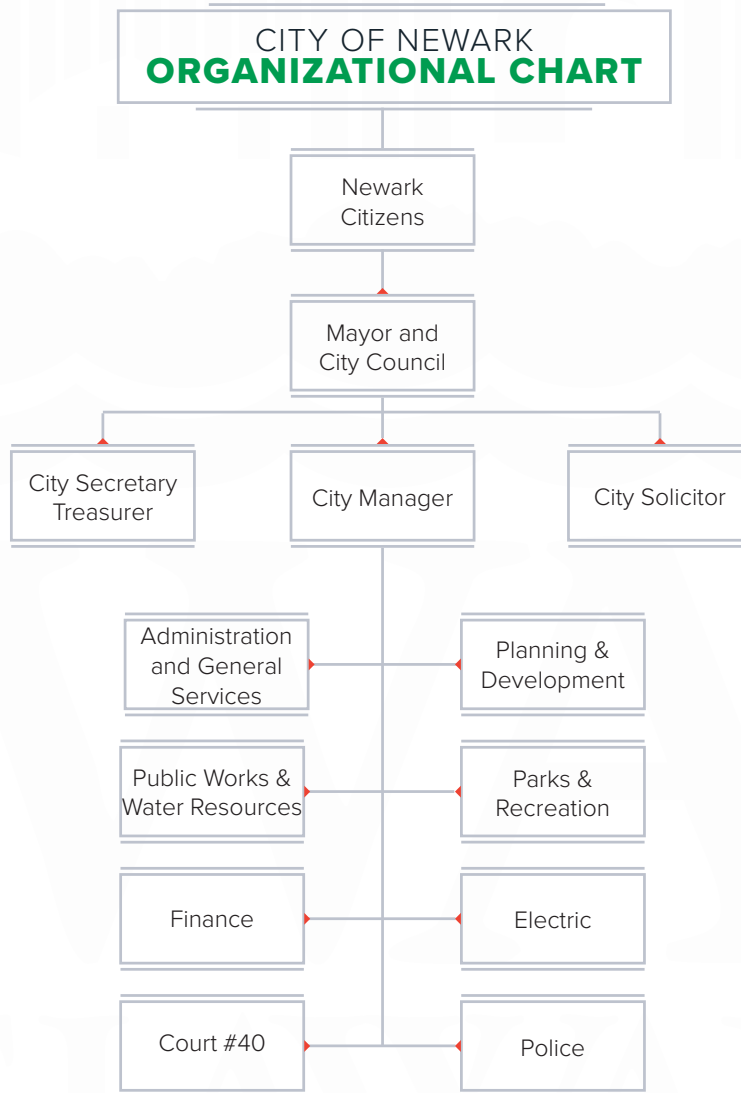 CITY OF NEWARK
ORGANIZATIONAL CHART
Newark
Citizens
Mayor and
City Council
City Secretary
Treasurer
City Manager
City Solicitor
Administration
and General
Services
Planning &
Development
Public Works &
Water Resources
Parks &
Recreation
Finance
Electric
Court #40
Police